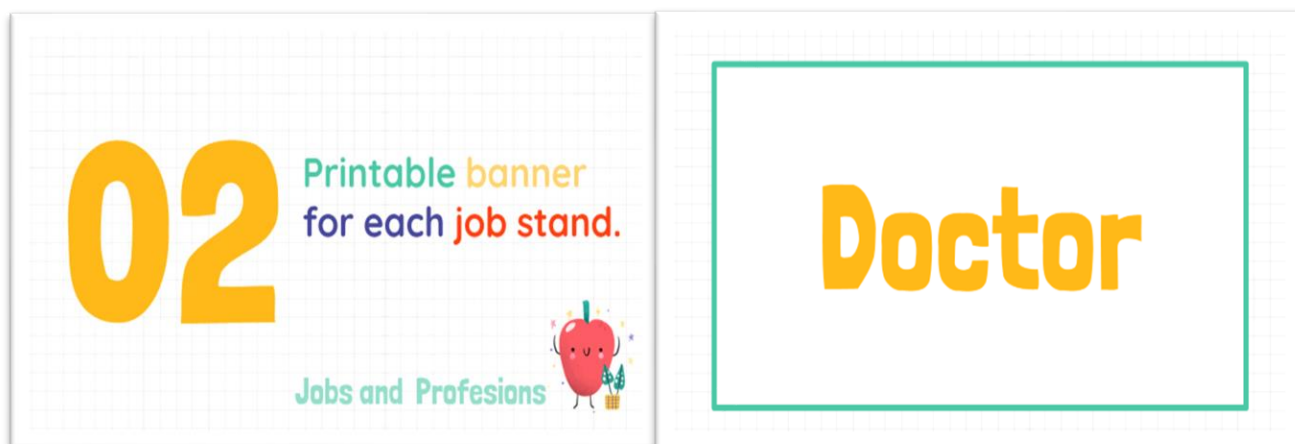 02
Printable banner
for each job stand.
Jobs and Profesions
Doctor